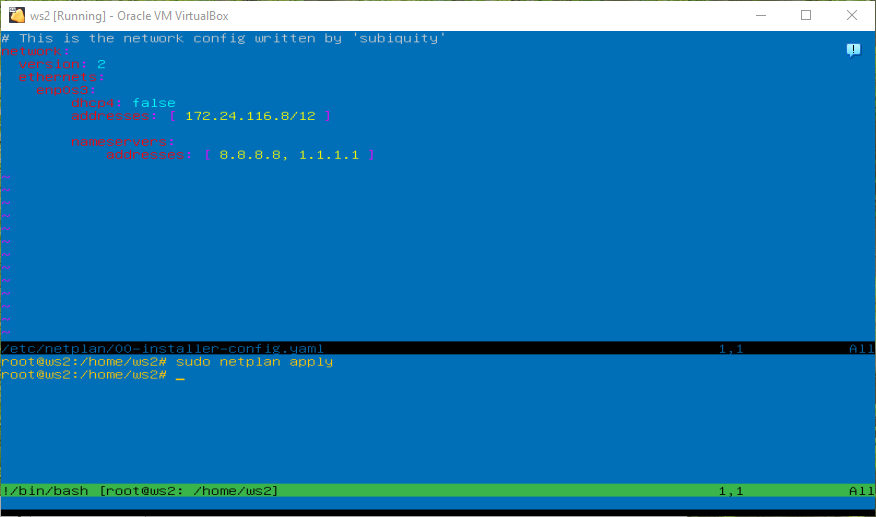 ws2 [Running] - Oracle VM VirtualBox
# This is the network config written by 'subiquity'
network:
  version: 2
  ethernets:
    enp0s3:
        dhcp4: false
        addresses: [ 172.24.116.8/12 ]
        nameservers:
            addresses: [ 8.8.8.8, 1.1.1.1 ]
~
~
~
~
~
~
~
~
~
~
~
~
~
/etc/netplan/00-installer-config.yaml 1,1 All
root@ws2:/home/ws2# sudo netplan apply
root@ws2:/home/ws2# _
!/bin/bash [root@ws2: /home/ws2] 1,1 All